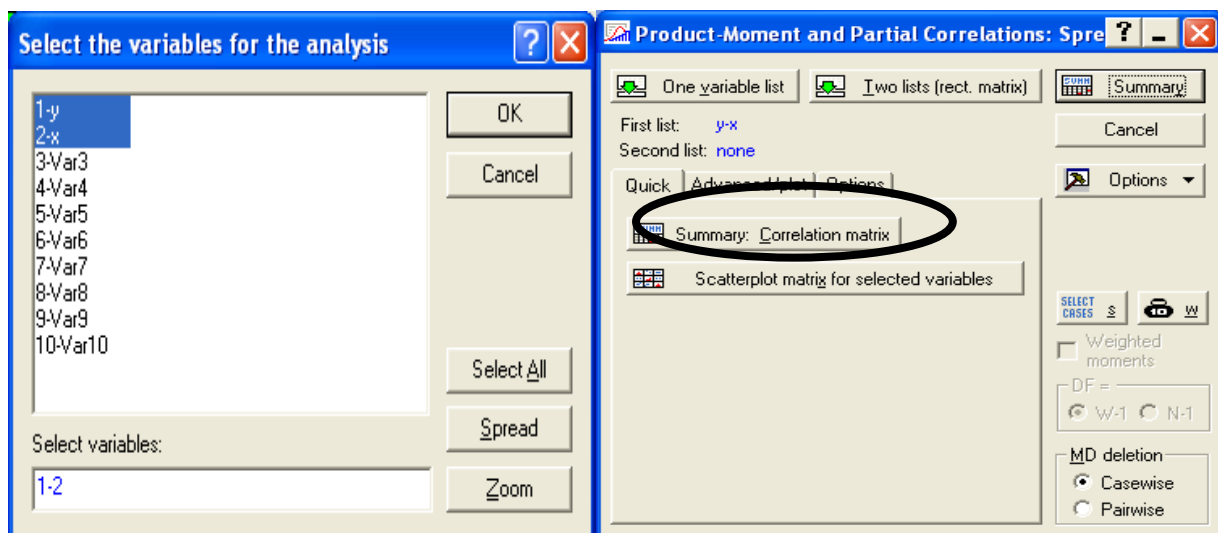 Select the variables for the analysis
?
1-y
2-x
3-Var3
4-Var4
5-Var5
6-Var6
7-Var7
8-Var8
9-Var9
10-Var10
Select variables:
1-2
OK
Cancel
Select All
Spread
Zoom
Product-Moment and Partial Correlations: Spre
?
One variable list
Two lists (rect. matrix)
SUMM Summary
First list: y-x
Second list: none
Cancel
Quick Advanced/plot Options
Options
SUMM Summary: Correlation matrix
Scatterplot matrix for selected variables
SELECT CASES S
W
Weighted moments
DF =
W-1 N-1
MD deletion
Casewise
Pairwise